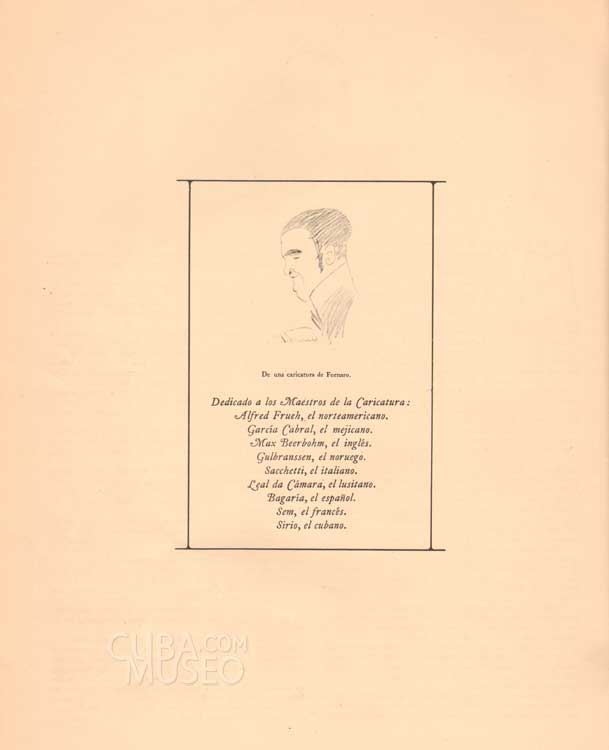 De una caricatura de Fornaro.
Dedicado a los Maestros de la Caricatura:
Alfred Frueh, el norteamericano.
García Cabral, el mejicano.
Max Beerbohm, el inglés.
Gulbranssen, el noruego.
Sacchetti, el italiano.
Leal da Cámara, el lusitano.
Bagaría, el español.
Sem, el francés.
Sirio, el cubano.
CUBA.COM
MUSEO